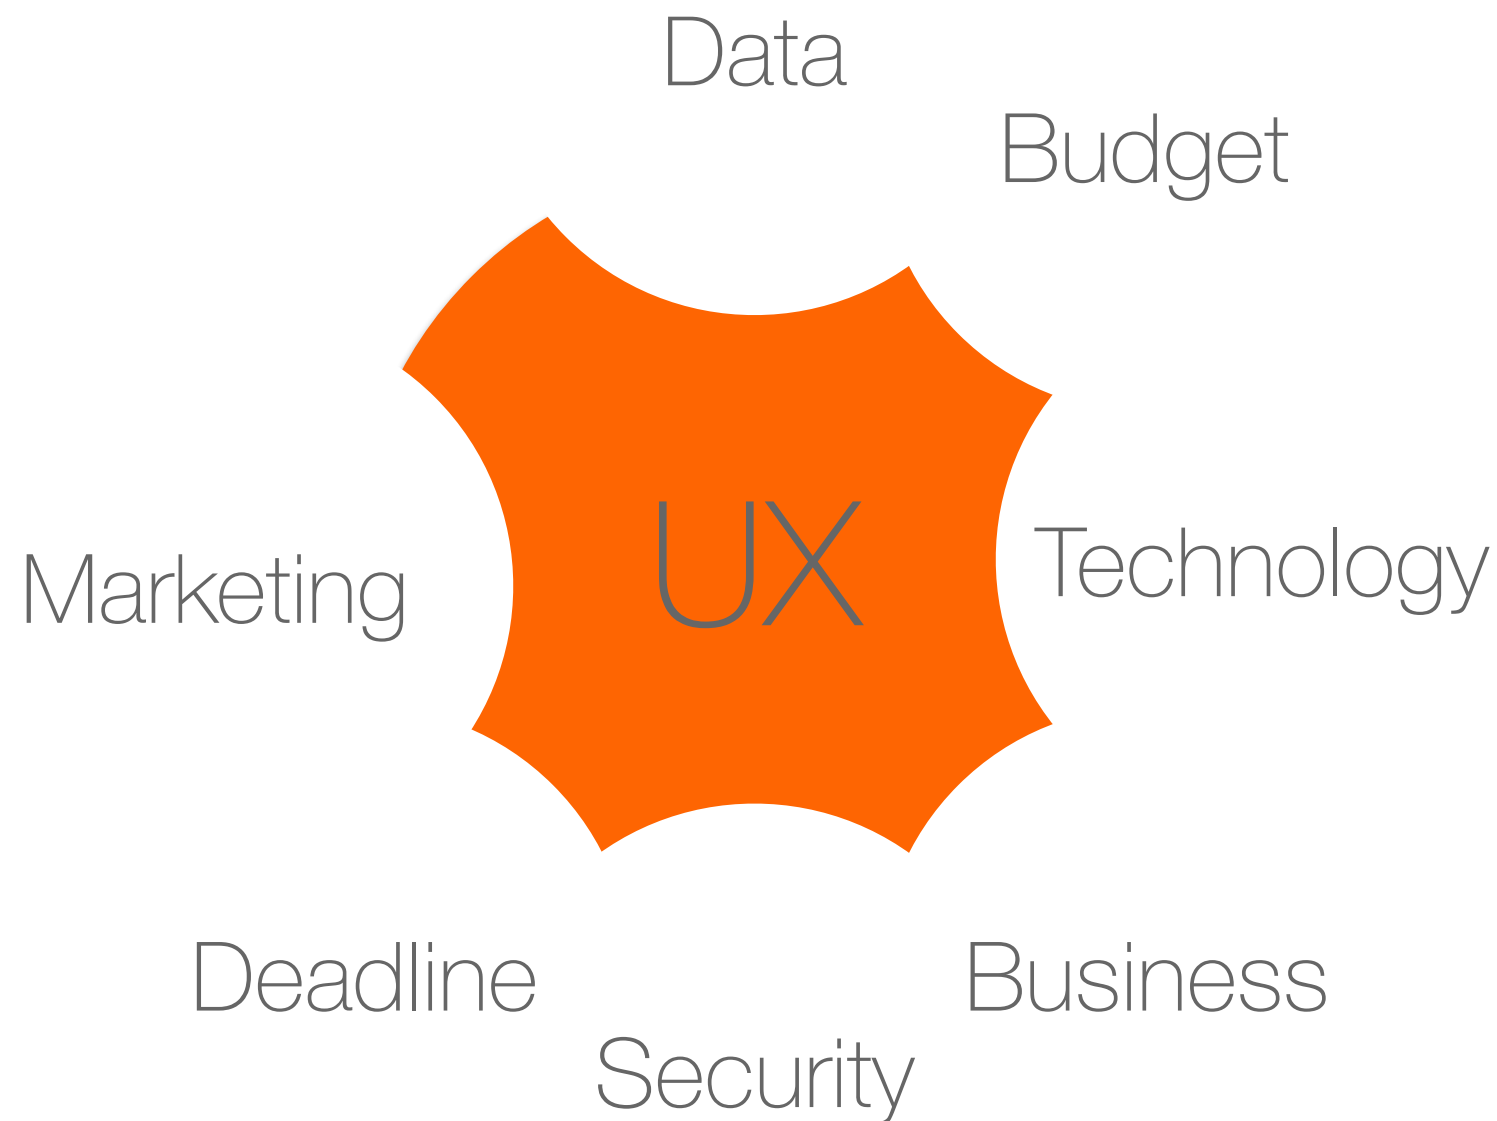 Data
Budget
UX
Marketing
Technology
Deadline
Business
Security